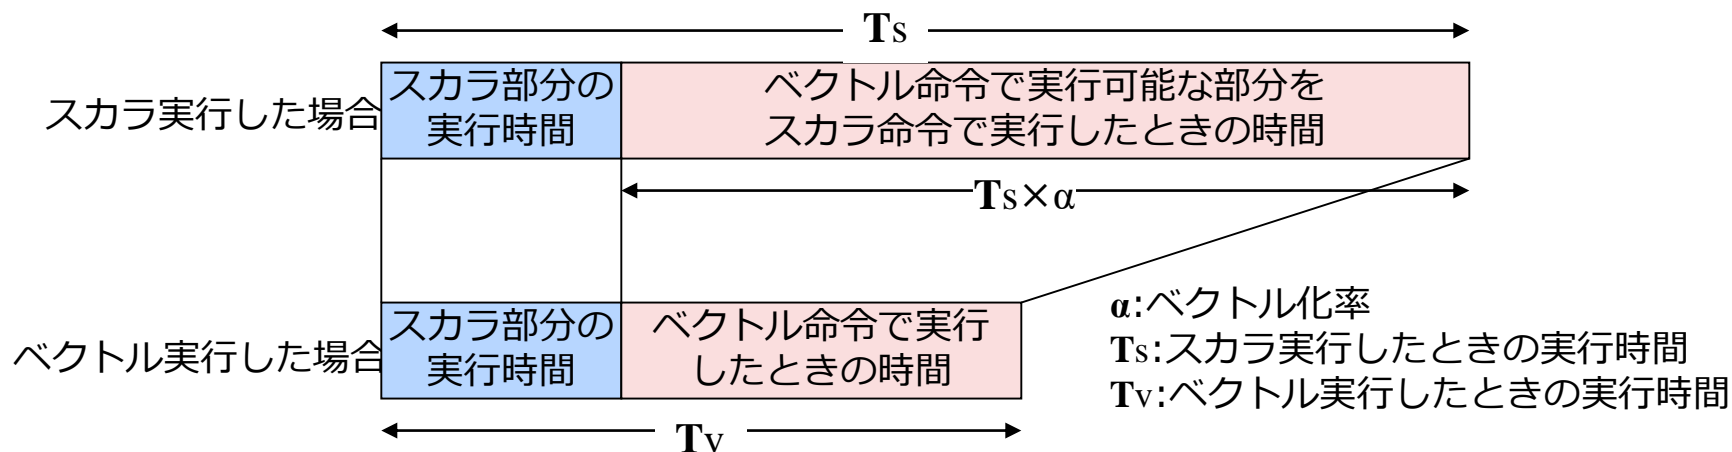 Ts
スカラ実行した場合
スカラ部分の
実行時間
ベクトル命令で実行可能な部分を
スカラ命令で実行したときの時間
Ts×α
ベクトル実行した場合
スカラ部分の
実行時間
ベクトル命令で実行
したときの時間
α:ベクトル化率
Ts:スカラ実行したときの実行時間
Tv:ベクトル実行したときの実行時間
Tv